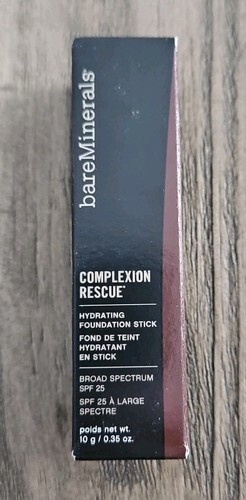 bareMinerals
COMPLEXION
RESCUE™
HYDRATING
FOUNDATION STICK
FOND DE TEINT
HYDRATANT
EN STICK
BROAD SPECTRUM
SPF 25
SPF 25 À LARGE
SPECTRE
poids net wt.
10 g / 0.35 oz.